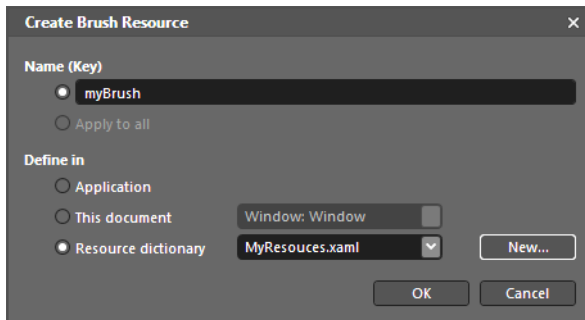 Create Brush Resource
Name (Key)
myBrush
Apply to all
Define in
Application
This document Window: Window
Resource dictionary MyResouces.xaml New...
OK Cancel